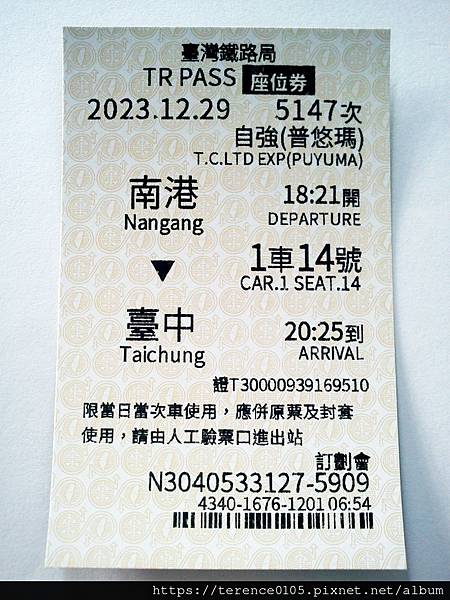 臺灣鐵路局
TR PASS 座位券
2023.12.29 5147次
自強(普悠瑪)
T.C.LTD EXP(PUYUMA)
南港 18:21開
Nangang DEPARTURE
1車14號
▼ CAR.1 SEAT.14
臺中 20:25到
Taichung ARRIVAL
證T30000939169510
限當日當次車使用，應併原票及封套
使用，請由人工驗票口進出站
訂劃會
N3040533127-5909
4340-1676-1201 06:54
https://terence0105.pixnet.net/album